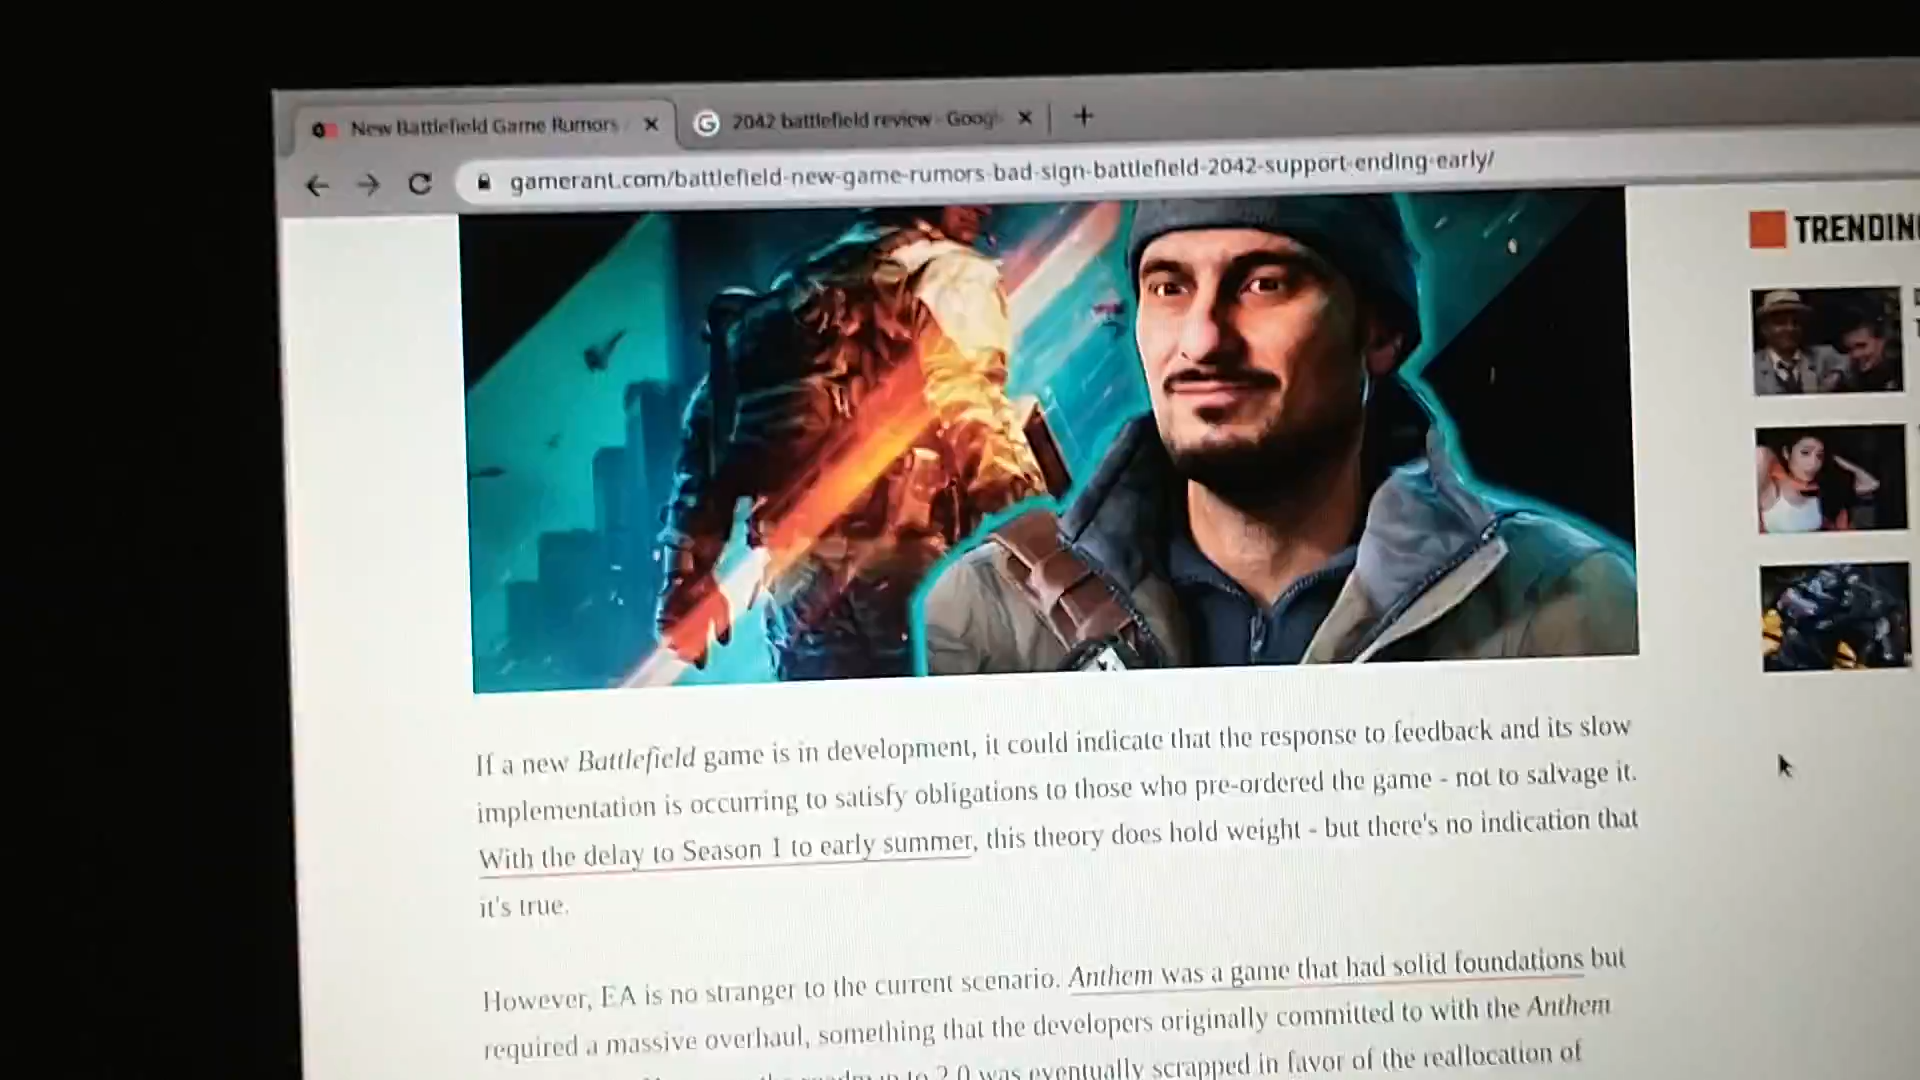 New Battlefield Game Rumors
2042 battlefield review - Googl
gamerant.com/battlefield-new-game-rumors-bad-sign-battlefield-2042-support-ending-early/
TRENDIN
If a new Battlefield game is in development, it could indicate that the response to feedback and its slow
implementation is occurring to satisfy obligations to those who pre-ordered the game - not to salvage it.
With the delay to Season 1 to early summer, this theory does hold weight - but there's no indication that
it's true.
However, EA is no stranger to the current scenario. Anthem was a game that had solid foundations but
required a massive overhaul, something that the developers originally committed to with the Anthem
to 2.0 was eventually scrapped in favor of the reallocation of